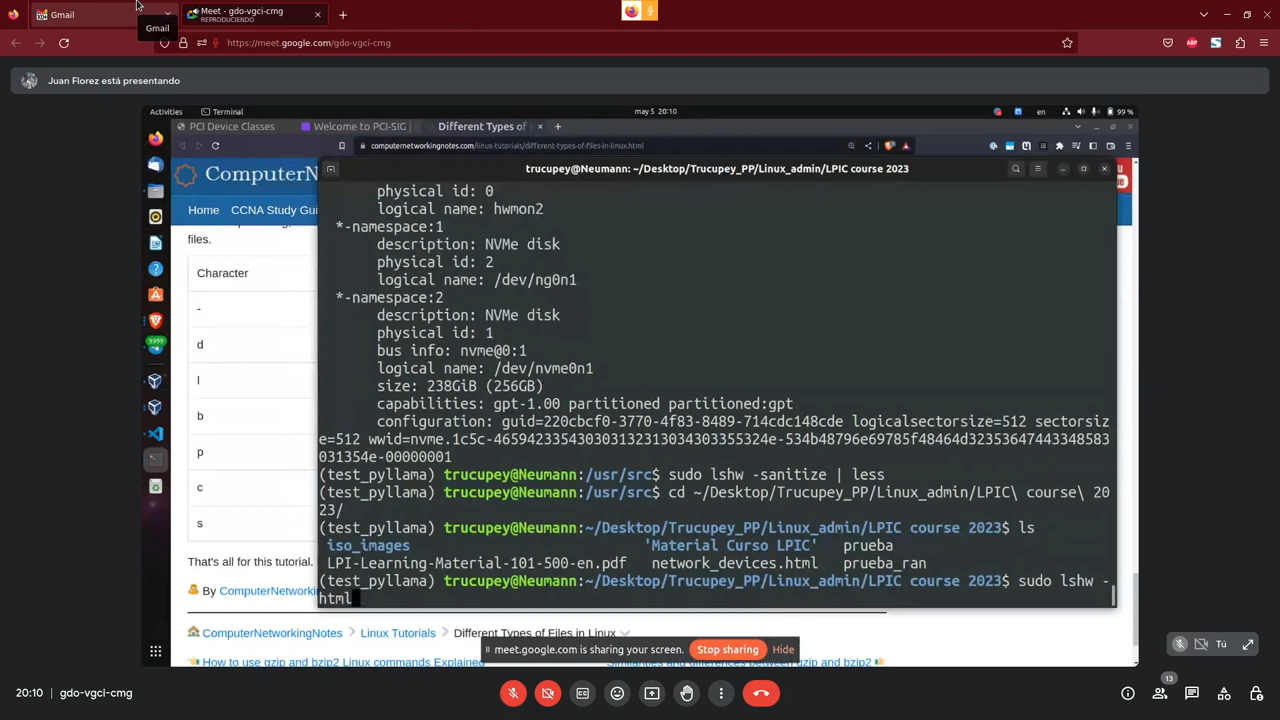 Gmail
Meet - gdo-vgci-cmg
REPRODUCIENDO
Gmail
https://meet.google.com/gdo-vgci-cmg
Juan Florez está presentando
Activities
Terminal
may 5 20:10
en
99 %
PCI Device Classes
Welcome to PCI-SIG |
Different Types of
computernetworkingnotes.com/linux-tutorials/different-types-of-files-in-linux.html
ComputerN
trucupey@Neumann: ~/Desktop/Trucupey_PP/Linux_admin/LPIC course 2023
Home CCNA Study Gui
files.
Character
-
d
l
b
p
c
s
That's all for this tutorial.
By ComputerNetworki
physical id: 0
logical name: hwmon2
*-namespace:1
description: NVMe disk
physical id: 2
logical name: /dev/ng0n1
*-namespace:2
description: NVMe disk
physical id: 1
bus info: nvme@0:1
logical name: /dev/nvme0n1
size: 238GiB (256GB)
capabilities: gpt-1.00 partitioned partitioned:gpt
configuration: guid=220cbcf0-3770-4f83-8489-714cdc148cde logicalsectorsize=512 sectorsiz
e=512 wwid=nvme.1c5c-465942335430303132313034303355324e-534b48796e69785f48464d3235364744334858​3
031354e-00000001
(test_pyllama) trucupey@Neumann:/usr/src$ sudo lshw -sanitize | less
(test_pyllama) trucupey@Neumann:/usr/src$ cd ~/Desktop/Trucupey_PP/Linux_admin/LPIC\ course\ 20
23/
(test_pyllama) trucupey@Neumann:~/Desktop/Trucupey_PP/Linux_admin/LPIC course 2023$ ls
iso_images 'Material Curso LPIC' prueba
LPI-Learning-Material-101-500-en.pdf network_devices.html prueba_ran
(test_pyllama) trucupey@Neumann:~/Desktop/Trucupey_PP/Linux_admin/LPIC course 2023$ sudo lshw -
html
ComputerNetworkingNotes Linux Tutorials Different Types of Files in Linux
meet.google.com is sharing your screen. Stop sharing Hide
How to use gzip and bzip2 Linux commands Explained
Similarities and differences between gzip and bzip2
Tú
20:10 gdo-vgci-cmg
13